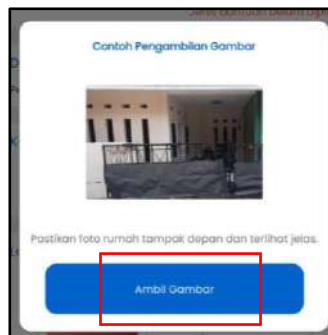 Contoh Pengambilan Gambar
Pastikan foto rumah tampak depan dan terlihat jelas.
Ambil Gambar